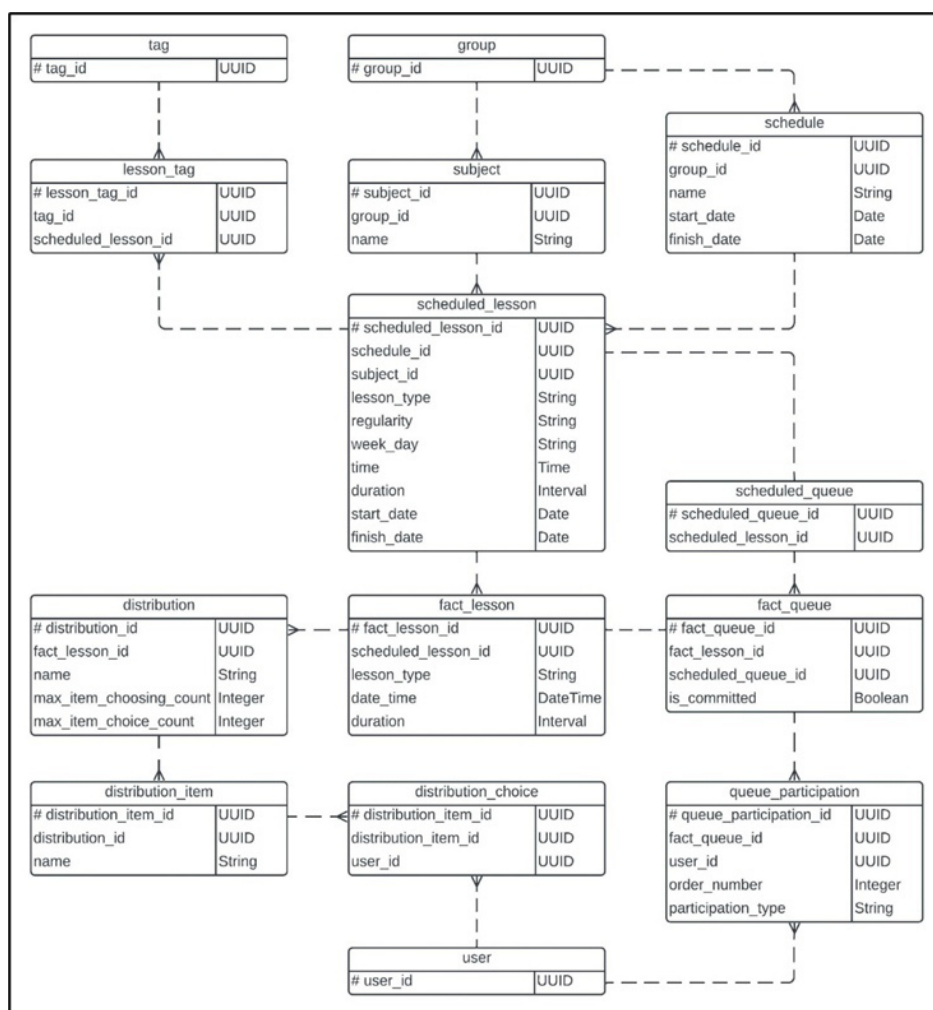 tag
# tag_id UUID
group
# group_id UUID
schedule
# schedule_id UUID
group_id UUID
name String
start_date Date
finish_date Date
lesson_tag
# lesson_tag_id UUID
tag_id UUID
scheduled_lesson_id UUID
subject
# subject_id UUID
group_id UUID
name String
scheduled_lesson
# scheduled_lesson_id UUID
schedule_id UUID
subject_id UUID
lesson_type String
regularity String
week_day String
time Time
duration Interval
start_date Date
finish_date Date
scheduled_queue
# scheduled_queue_id UUID
scheduled_lesson_id UUID
distribution
# distribution_id UUID
fact_lesson_id UUID
name String
max_item_choosing_count Integer
max_item_choice_count Integer
fact_lesson
# fact_lesson_id UUID
scheduled_lesson_id UUID
lesson_type String
date_time DateTime
duration Interval
fact_queue
# fact_queue_id UUID
fact_lesson_id UUID
scheduled_queue_id UUID
is_committed Boolean
distribution_item
# distribution_item_id UUID
distribution_id UUID
name String
distribution_choice
# distribution_item_id UUID
distribution_item_id UUID
user_id UUID
queue_participation
# queue_participation_id UUID
fact_queue_id UUID
user_id UUID
order_number Integer
participation_type String
user
# user_id UUID